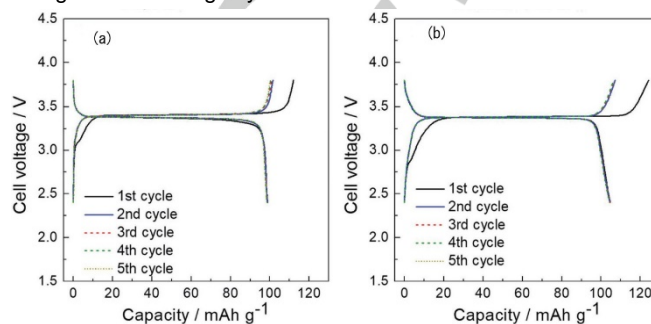 (a)
4.5
4.0
3.5
3.0
2.5
2.0
1.5
Cell voltage / V
1st cycle
2nd cycle
3rd cycle
4th cycle
5th cycle
0 20 40 60 80 100 120
Capacity / mAh g⁻¹
(b)
4.5
4.0
3.5
3.0
2.5
2.0
1.5
Cell voltage / V
1st cycle
2nd cycle
3rd cycle
4th cycle
5th cycle
0 20 40 60 80 100 120
Capacity / mAh g⁻¹